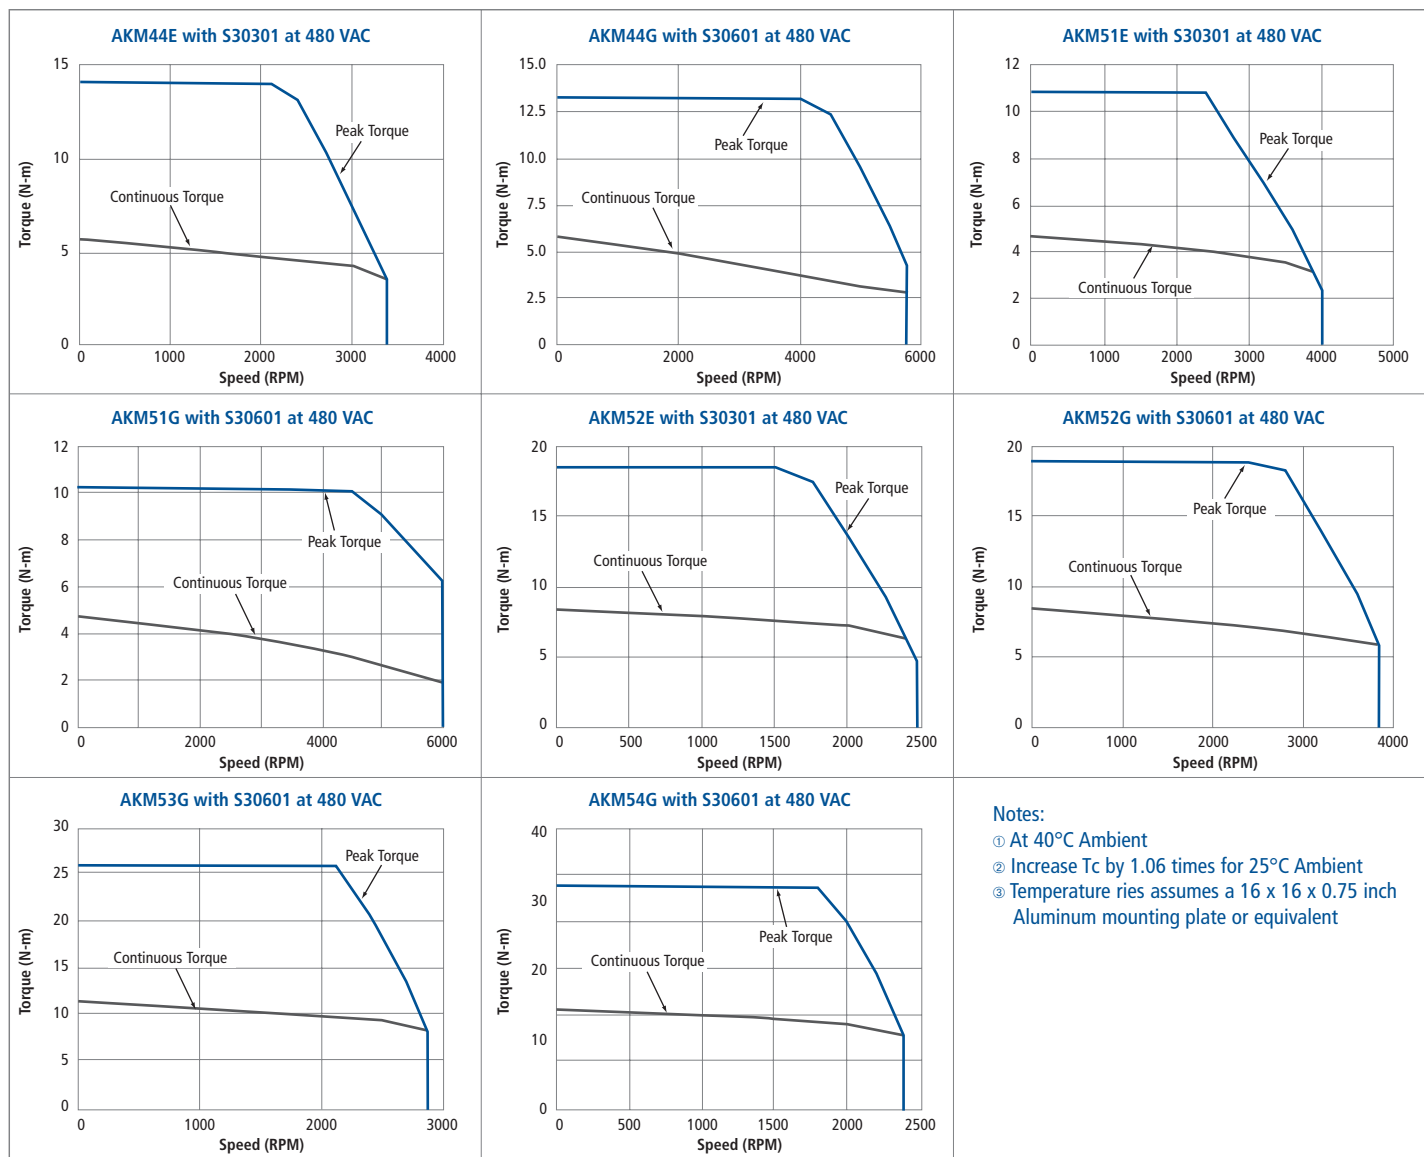 AKM44E with S30301 at 480 VAC
15
10
5
0
Torque (N-m)
Peak Torque
Continuous Torque
0 1000 2000 3000 4000
Speed (RPM)
AKM44G with S30601 at 480 VAC
15.0
12.5
10.0
7.5
5.0
2.5
0
Torque (N-m)
Peak Torque
Continuous Torque
0 2000 4000 6000
Speed (RPM)
AKM51E with S30301 at 480 VAC
12
10
8
6
4
2
0
Torque (N-m)
Peak Torque
Continuous Torque
0 1000 2000 3000 4000 5000
Speed (RPM)
AKM51G with S30601 at 480 VAC
12
10
8
6
4
2
0
Torque (N-m)
Peak Torque
Continuous Torque
0 2000 4000 6000
Speed (RPM)
AKM52E with S30301 at 480 VAC
20
15
10
5
0
Torque (N-m)
Peak Torque
Continuous Torque
0 500 1000 1500 2000 2500
Speed (RPM)
AKM52G with S30601 at 480 VAC
20
15
10
5
0
Torque (N-m)
Peak Torque
Continuous Torque
0 1000 2000 3000 4000
Speed (RPM)
AKM53G with S30601 at 480 VAC
30
25
20
15
10
5
0
Torque (N-m)
Peak Torque
Continuous Torque
0 1000 2000 3000
Speed (RPM)
AKM54G with S30601 at 480 VAC
40
30
20
10
0
Torque (N-m)
Peak Torque
Continuous Torque
0 500 1000 1500 2000 2500
Speed (RPM)
Notes:
① At 40°C Ambient
② Increase Tc by 1.06 times for 25°C Ambient
③ Temperature ries assumes a 16 x 16 x 0.75 inch
Aluminum mounting plate or equivalent